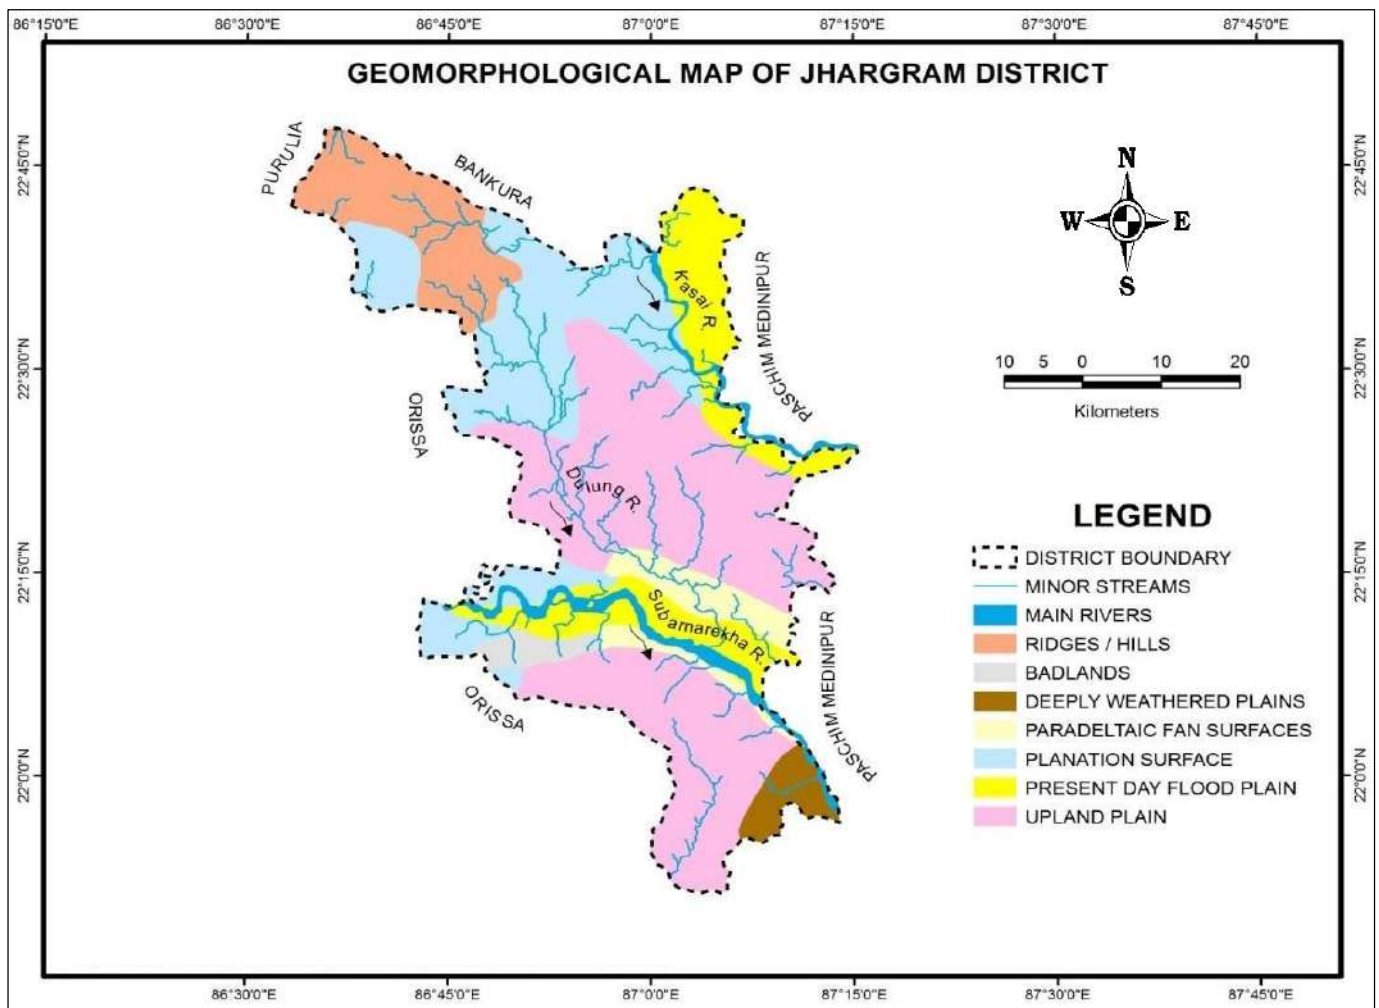 86°15'0"E 86°30'0"E 86°45'0"E 87°0'0"E 87°15'0"E 87°30'0"E 87°45'0"E
GEOMORPHOLOGICAL MAP OF JHARGRAM DISTRICT
PURULIA
BANKURA
N
W E
S
22°45'0"N 22°45'0"N
Kasai R.
PASCHIM MEDINIPUR
10 5 0 10 20
Kilometers
22°30'0"N 22°30'0"N
ORISSA
Dulung R.
LEGEND
DISTRICT BOUNDARY
MINOR STREAMS
MAIN RIVERS
RIDGES / HILLS
BADLANDS
DEEPLY WEATHERED PLAINS
PARADELTAIC FAN SURFACES
PLANATION SURFACE
PRESENT DAY FLOOD PLAIN
UPLAND PLAIN
22°15'0"N 22°15'0"N
Subarnarekha R.
PASCHIM MEDINIPUR
ORISSA
22°0'0"N 22°0'0"N
86°30'0"E 86°45'0"E 87°0'0"E 87°15'0"E 87°30'0"E 87°45'0"E